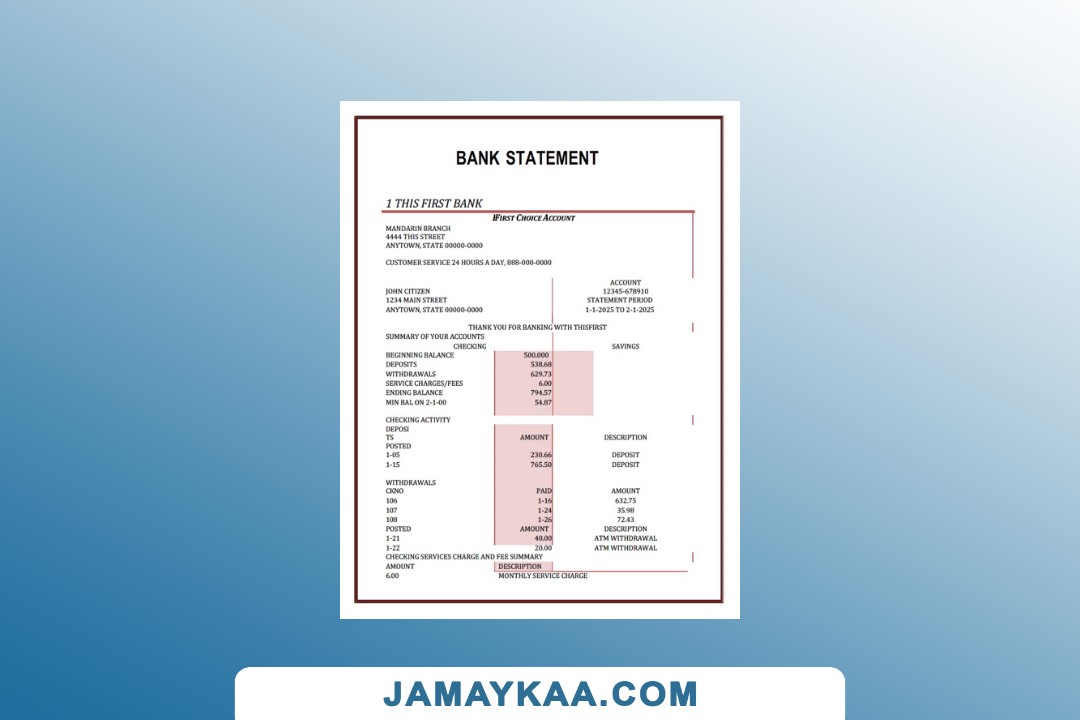 BANK STATEMENT
1 THIS FIRST BANK
IFIRST CHOICE ACCOUNT
MANDARIN BRANCH
4444 THIS STREET
ANYTOWN, STATE 00000-0000
CUSTOMER SERVICE 24 HOURS A DAY, 888-000-0000
ACCOUNT
JOHN CITIZEN 12345-678910
1234 MAIN STREET STATEMENT PERIOD
ANYTOWN, STATE 00000-0000 1-1-2025 TO 2-1-2025
THANK YOU FOR BANKING WITH THISFIRST
SUMMARY OF YOUR ACCOUNTS
CHECKING SAVINGS
BEGINNING BALANCE 500.000
DEPOSITS 538.68
WITHDRAWALS 629.73
SERVICE CHARGES/FEES 6.00
ENDING BALANCE 794.57
MIN BAL ON 2-1-00 54.87
CHECKING ACTIVITY
DEPOSI
TS AMOUNT DESCRIPTION
POSTED
1-05 230.66 DEPOSIT
1-15 765.50 DEPOSIT
WITHDRAWALS
CKNO PAID AMOUNT
106 1-16 632.75
107 1-24 35.98
108 1-26 72.43
POSTED AMOUNT DESCRIPTION
1-21 40.00 ATM WITHDRAWAL
1-22 20.00 ATM WITHDRAWAL
CHECKING SERVICES CHARGE AND FEE SUMMARY
AMOUNT DESCRIPTION
6.00 MONTHLY SERVICE CHARGE
JAMAYKAA.COM